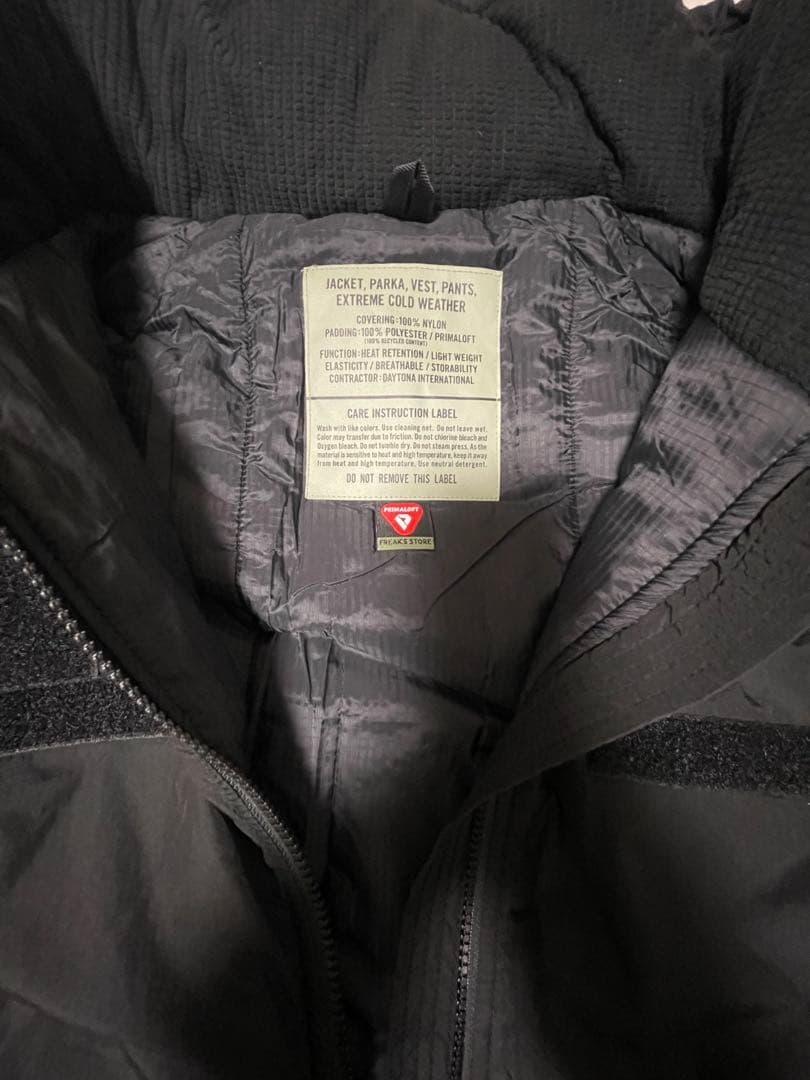 JACKET, PARKA, VEST, PANTS,
EXTREME COLD WEATHER
COVERING:100% NYLON
PADDING:100% POLYESTER / PRIMALOFT
(100% RECYCLED CONTENT)
FUNCTION:HEAT RETENTION / LIGHT WEIGHT
ELASTICITY / BREATHABLE / STORABILITY
CONTRACTOR:DAYTONA INTERNATIONAL
CARE INSTRUCTION LABEL
Wash with like colors. Use cleaning net. Do not leave wet.
Color may transfer due to friction. Do not chlorine bleach and
Oxygen bleach. Do not tumble dry. Do not steam press. As the
material is sensitive to heat and high temperature, keep it away
from heat and high temperature. Use neutral detergent.
DO NOT REMOVE THIS LABEL
PRIMALOFT
FREAK'S STORE